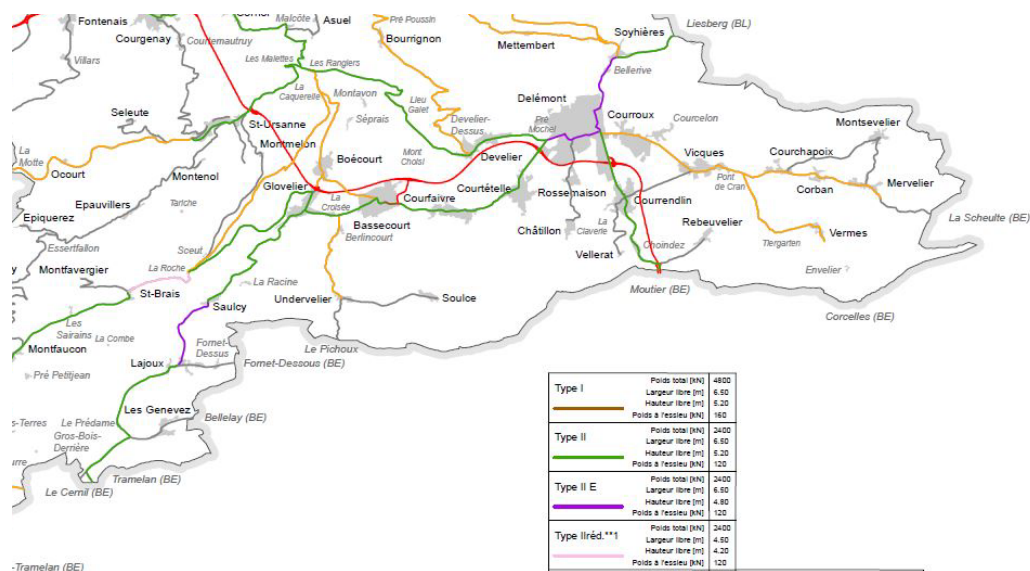 Fontenais
Cornol
Malcôte
Asuel
Pré Poussin
Soyhières
Liesberg (BL)
Courgenay
Courtemautruy
Bourrignon
Mettembert
Villars
Les Malettes
Les Rangiers
Bellerive
La Caquerelle
Montavon
Lieu Galet
Delémont
Seleute
Séprais
Develier-Dessus
Pré Mochel
Courroux
Courcelon
Montsevelier
St-Ursanne
La Motte
Montmelon
Boécourt
Mont Choisi
Develier
Vicques
Courchapoix
Ocourt
Montenol
Glovelier
La Croisée
Courfaivre
Courtételle
Rossemaison
Pont de Cran
Corban
Mervelier
Epauvillers
Tariche
Courrendlin
Epiquerez
Bassecourt
Châtillon
La Claverie
Rebeuvelier
La Scheulte (BE)
Essertfallon
Soeut
Berlincourt
Vermes
Montfavergier
La Roche
Vellerat
Choindez
Tiergarten
Envelier
St-Brais
La Racine
Undervelier
Soulce
Moutier (BE)
Saulcy
Corcelles (BE)
Les Sairains
La Combe
Montfaucon
Fornet-Dessus
Le Pichoux
Lajoux
Fornet-Dessous (BE)
Pré Petitjean
Les Genevez
Bellelay (BE)
s-Terres
Le Prédame
Gros-Bois-Derrière
urre
Tramelan (BE)
Le Cernil (BE)
-Tramelan (BE)
Type I
Poids total [kN] 4800
Largeur libre [m] 6.50
Hauteur libre [m] 5.20
Poids à l'essieu [kN] 160
Type II
Poids total [kN] 2400
Largeur libre [m] 6.50
Hauteur libre [m] 5.20
Poids à l'essieu [kN] 120
Type II E
Poids total [kN] 2400
Largeur libre [m] 6.50
Hauteur libre [m] 4.80
Poids à l'essieu [kN] 120
Type IIréd.**1
Poids total [kN] 2400
Largeur libre [m] 4.50
Hauteur libre [m] 4.20
Poids à l'essieu [kN] 120